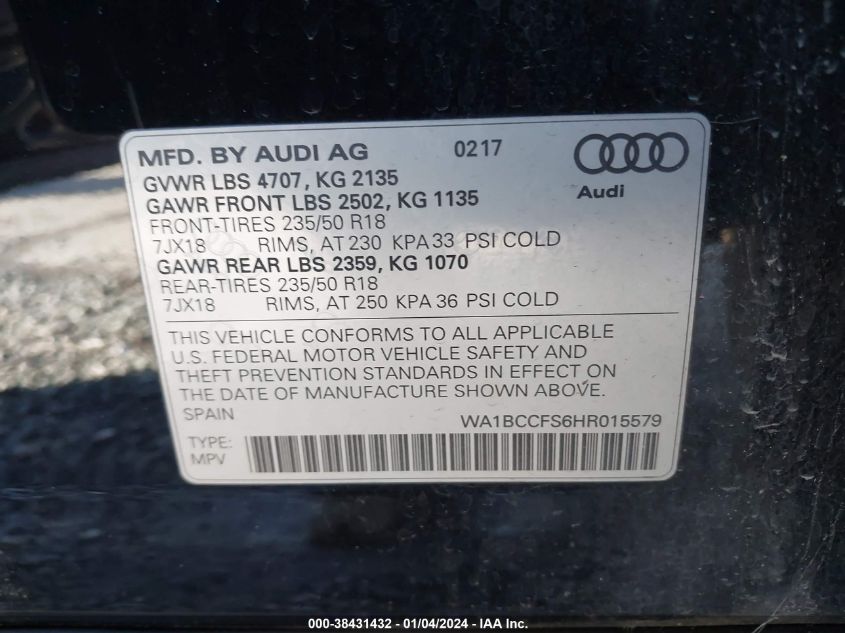 MFD. BY AUDI AG 0217
GVWR LBS 4707, KG 2135
GAWR FRONT LBS 2502, KG 1135
Audi
FRONT-TIRES 235/50 R18
7JX18 RIMS, AT 230 KPA 33 PSI COLD
GAWR REAR LBS 2359, KG 1070
REAR-TIRES 235/50 R18
7JX18 RIMS, AT 250 KPA 36 PSI COLD
THIS VEHICLE CONFORMS TO ALL APPLICABLE
U.S. FEDERAL MOTOR VEHICLE SAFETY AND
THEFT PREVENTION STANDARDS IN EFFECT ON
THE DATE OF MANUFACTURE SHOWN ABOVE.
SPAIN WA1BCCFS6HR015579
TYPE:
MPV
000-38431432 - 01/04/2024 - IAA Inc.